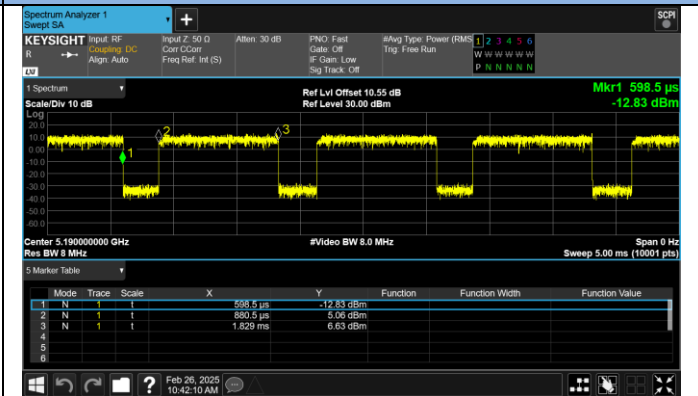 Spectrum Analyzer 1
Swept SA
+
SCPI
KEYSIGHT Input: RF Input Z: 50 Ω Atten: 30 dB PNO: Fast #Avg Type: Power (RMS 1 2 3 4 5 6
R Coupling: DC Corr CCorr Gate: Off Trig: Free Run W W W W W W
Align: Auto Freq Ref: Int (S) IF Gain: Low P N N N N N
LXI Sig Track: Off
1 Spectrum
Ref Lvl Offset 10.55 dB Mkr1 598.5 µs
Scale/Div 10 dB Ref Level 30.00 dBm -12.83 dBm
Log
20.0
10.0
0.00
-10.0
-20.0
-30.0
-40.0
-50.0
-60.0
1
2
3
Center 5.190000000 GHz #Video BW 8.0 MHz Span 0 Hz
Res BW 8 MHz Sweep 5.00 ms (10001 pts)
5 Marker Table
Mode Trace Scale X Y Function Function Width Function Value
1 N 1 t 598.5 µs -12.83 dBm
2 N 1 t 880.5 µs 5.06 dBm
3 N 1 t 1.829 ms 6.63 dBm
4
5
6
? Feb 26, 2025
10:42:10 AM